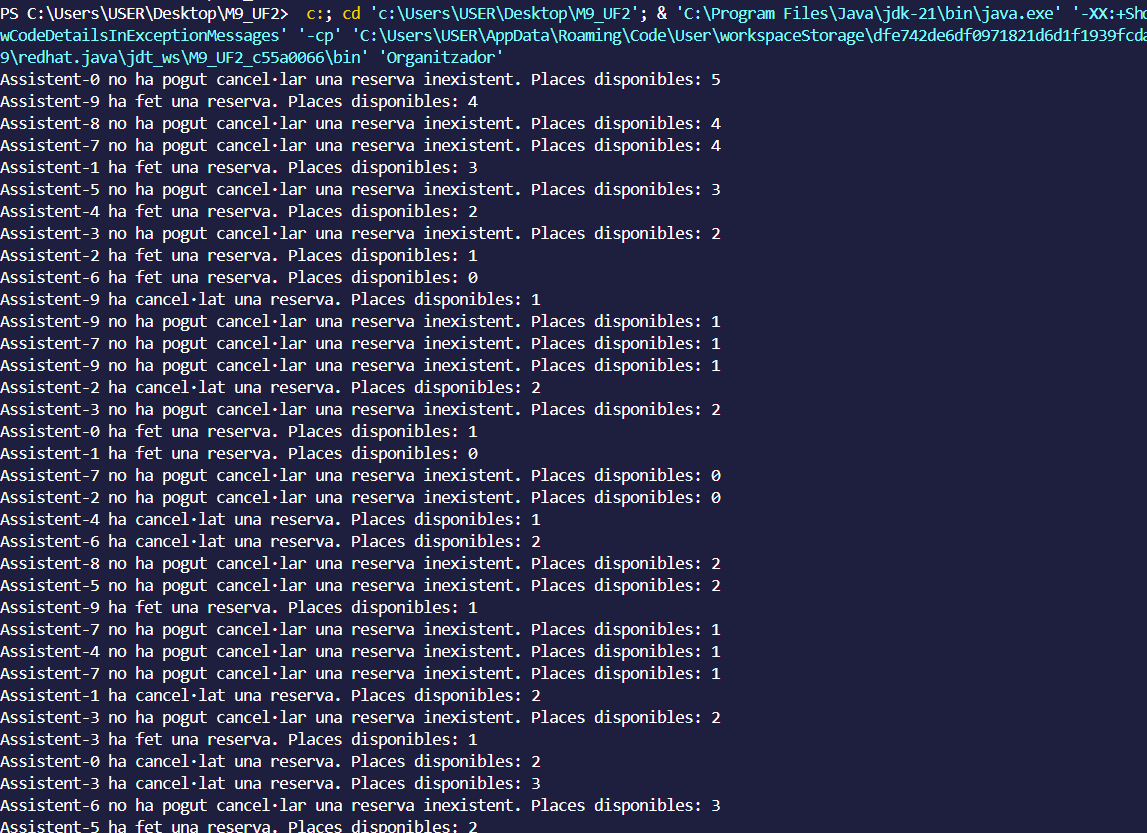 PS C:\Users\USER\Desktop\M9_UF2>  c:; cd 'c:\Users\USER\Desktop\M9_UF2'; & 'C:\Program Files\Java\jdk-21\bin\java.exe' '-XX:+Sho
wCodeDetailsInExceptionMessages' '-cp' 'C:\Users\USER\AppData\Roaming\Code\User\workspaceStorage\dfe742de6df0971821d6d1f1939fcda
9\redhat.java\jdt_ws\M9_UF2_c55a0066\bin' 'Organitzador'
Assistent-0 no ha pogut cancel·lar una reserva inexistent. Places disponibles: 5
Assistent-9 ha fet una reserva. Places disponibles: 4
Assistent-8 no ha pogut cancel·lar una reserva inexistent. Places disponibles: 4
Assistent-7 no ha pogut cancel·lar una reserva inexistent. Places disponibles: 4
Assistent-1 ha fet una reserva. Places disponibles: 3
Assistent-5 no ha pogut cancel·lar una reserva inexistent. Places disponibles: 3
Assistent-4 ha fet una reserva. Places disponibles: 2
Assistent-3 no ha pogut cancel·lar una reserva inexistent. Places disponibles: 2
Assistent-2 ha fet una reserva. Places disponibles: 1
Assistent-6 ha fet una reserva. Places disponibles: 0
Assistent-9 ha cancel·lat una reserva. Places disponibles: 1
Assistent-9 no ha pogut cancel·lar una reserva inexistent. Places disponibles: 1
Assistent-7 no ha pogut cancel·lar una reserva inexistent. Places disponibles: 1
Assistent-9 no ha pogut cancel·lar una reserva inexistent. Places disponibles: 1
Assistent-2 ha cancel·lat una reserva. Places disponibles: 2
Assistent-3 no ha pogut cancel·lar una reserva inexistent. Places disponibles: 2
Assistent-0 ha fet una reserva. Places disponibles: 1
Assistent-1 ha fet una reserva. Places disponibles: 0
Assistent-7 no ha pogut cancel·lar una reserva inexistent. Places disponibles: 0
Assistent-2 no ha pogut cancel·lar una reserva inexistent. Places disponibles: 0
Assistent-4 ha cancel·lat una reserva. Places disponibles: 1
Assistent-6 ha cancel·lat una reserva. Places disponibles: 2
Assistent-8 no ha pogut cancel·lar una reserva inexistent. Places disponibles: 2
Assistent-5 no ha pogut cancel·lar una reserva inexistent. Places disponibles: 2
Assistent-9 ha fet una reserva. Places disponibles: 1
Assistent-7 no ha pogut cancel·lar una reserva inexistent. Places disponibles: 1
Assistent-4 no ha pogut cancel·lar una reserva inexistent. Places disponibles: 1
Assistent-7 no ha pogut cancel·lar una reserva inexistent. Places disponibles: 1
Assistent-1 ha cancel·lat una reserva. Places disponibles: 2
Assistent-3 no ha pogut cancel·lar una reserva inexistent. Places disponibles: 2
Assistent-3 ha fet una reserva. Places disponibles: 1
Assistent-0 ha cancel·lat una reserva. Places disponibles: 2
Assistent-3 ha cancel·lat una reserva. Places disponibles: 3
Assistent-6 no ha pogut cancel·lar una reserva inexistent. Places disponibles: 3
Assistent-5 ha fet una reserva. Places disponibles: 2